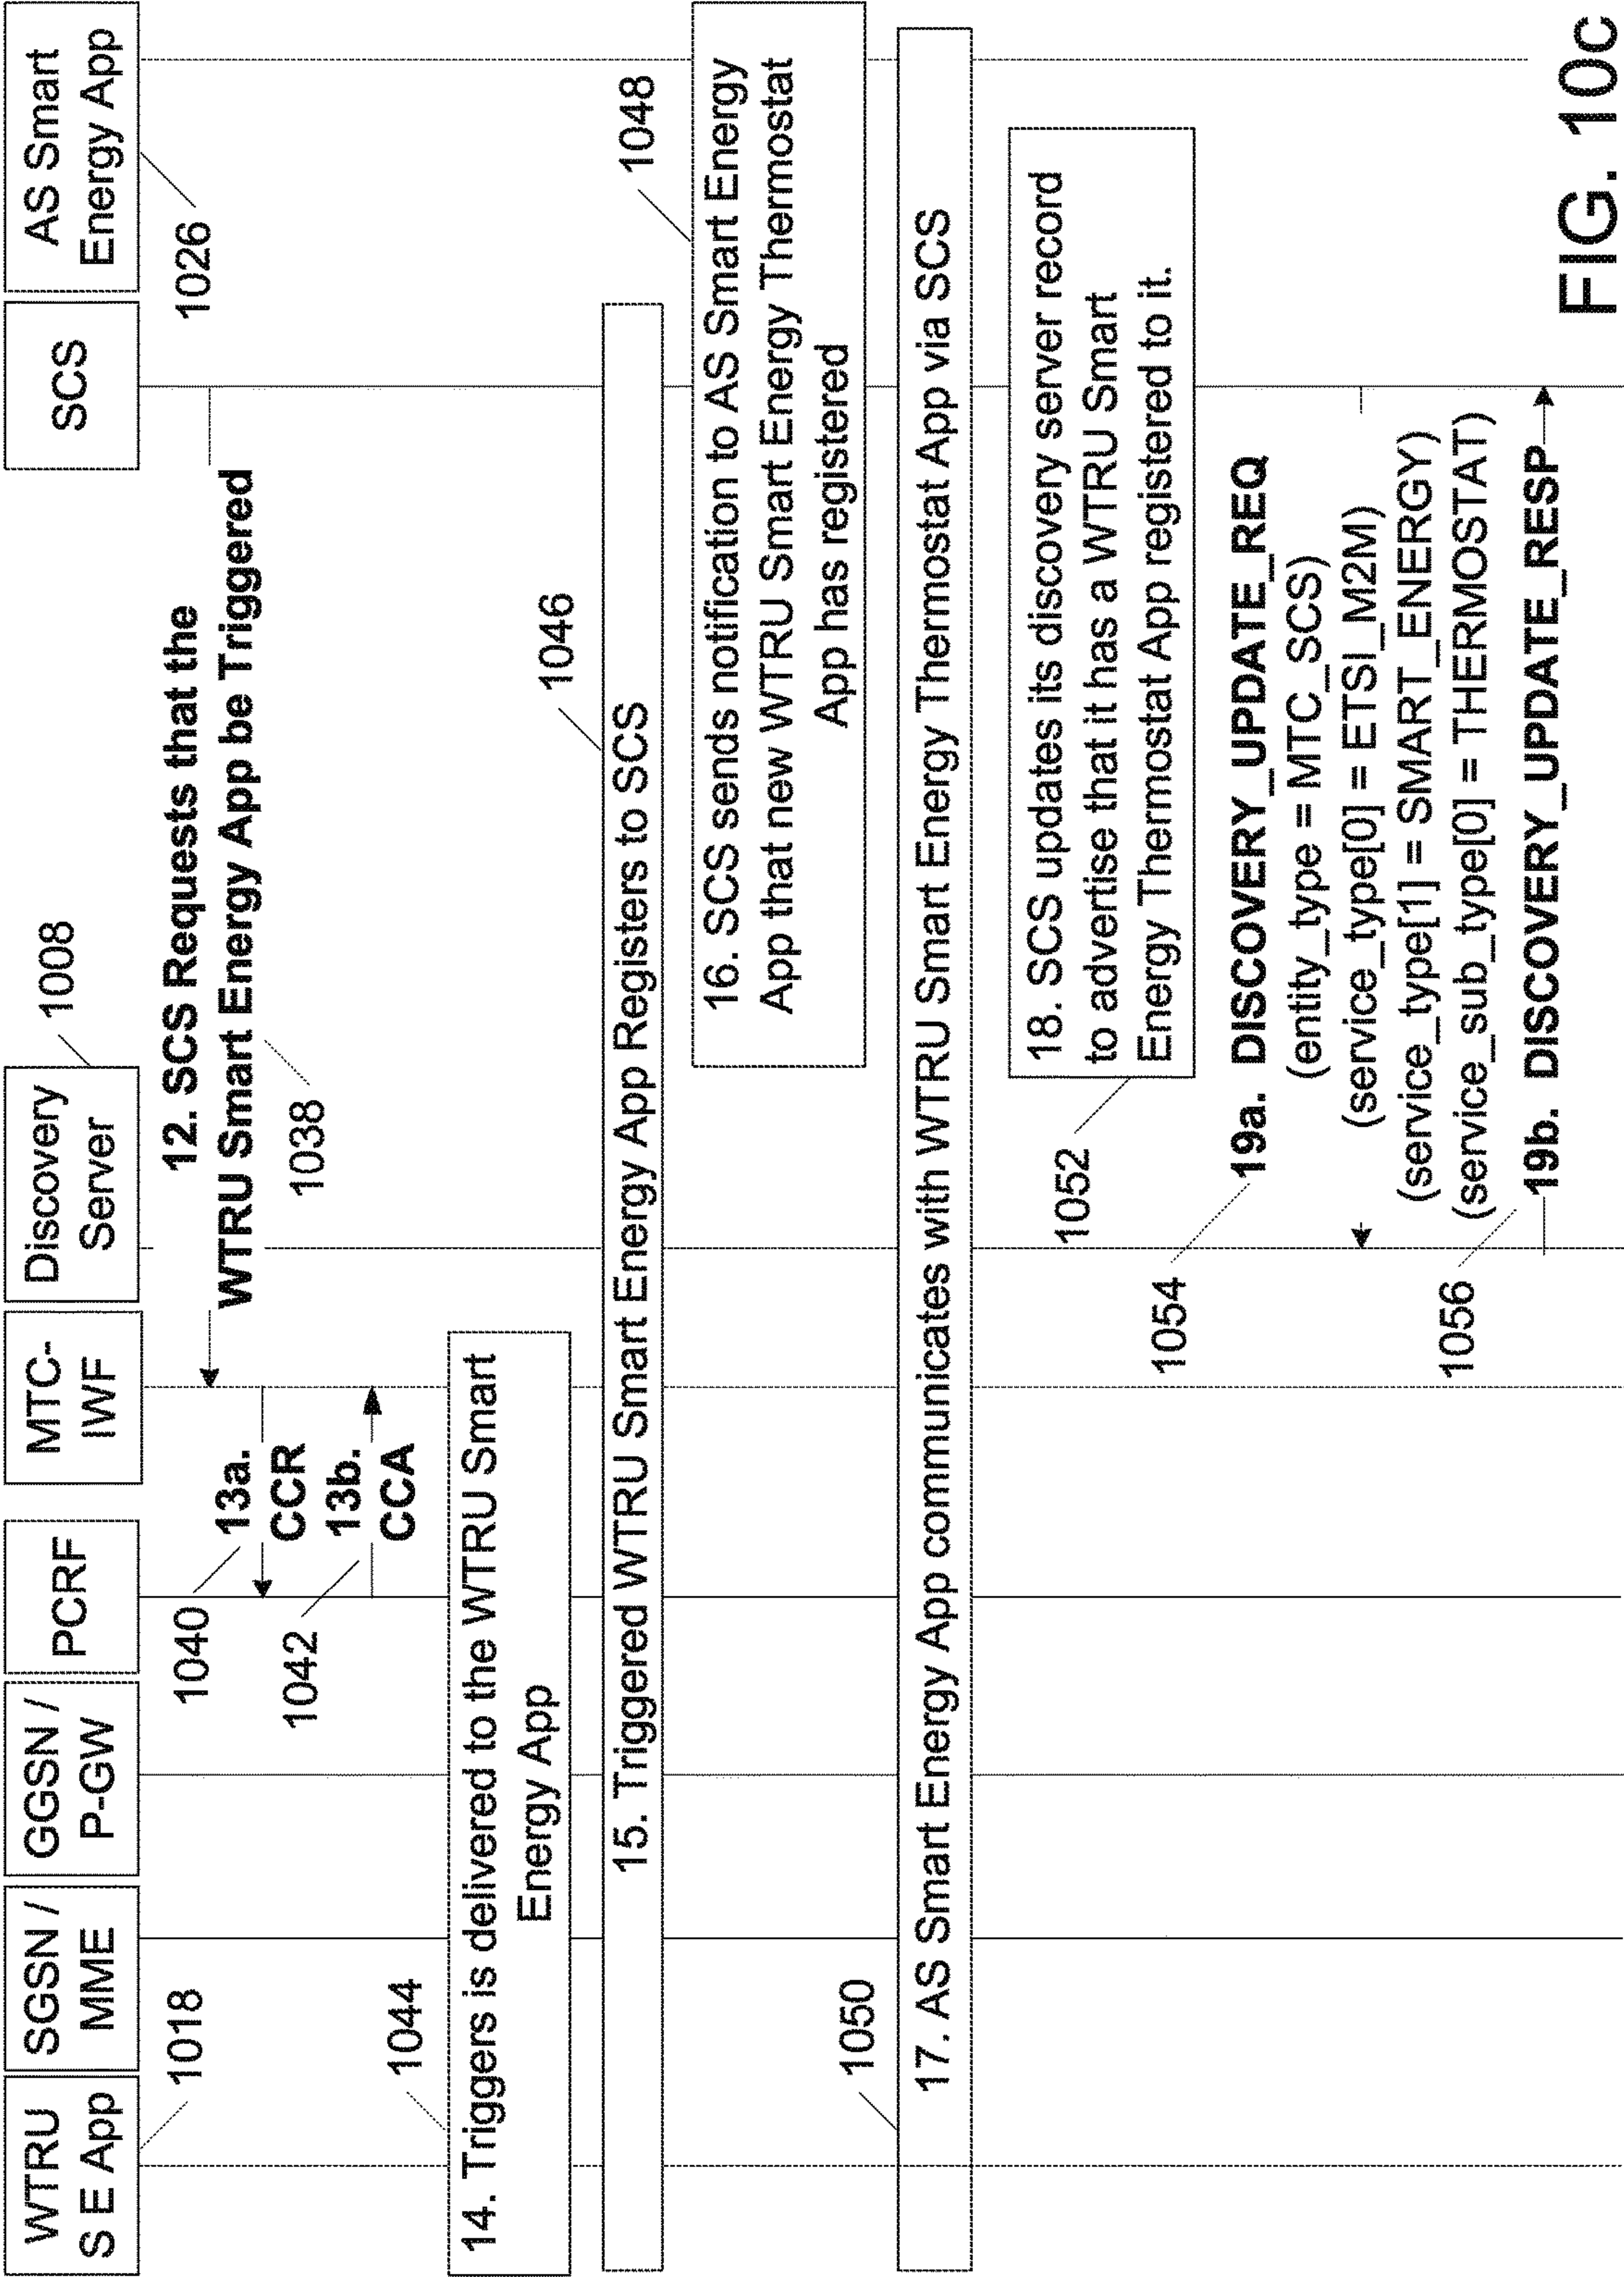 WTRU
S E App
SGSN /
MME
GGSN /
P-GW
PCRF
MTC-
IWF
Discovery
Server
SCS
AS Smart
Energy App
1018
1008
1026
12. SCS Requests that the
WTRU Smart Energy App be Triggered
1038
1040
13a.
CCR
1042
13b.
CCA
1044
14. Triggers is delivered to the WTRU Smart
Energy App
1046
15. Triggered WTRU Smart Energy App Registers to SCS
1048
16. SCS sends notification to AS Smart Energy
App that new WTRU Smart Energy Thermostat
App has registered
1050
17. AS Smart Energy App communicates with WTRU Smart Energy Thermostat App via SCS
1052
18. SCS updates its discovery server record
to advertise that it has a WTRU Smart
Energy Thermostat App registered to it.
1054
19a. DISCOVERY_UPDATE_REQ
(entity_type = MTC_SCS)
(service_type[0] = ETSI_M2M)
(service_type[1] = SMART_ENERGY)
(service_sub_type[0] = THERMOSTAT)
1056
19b. DISCOVERY_UPDATE_RESP
FIG. 10c